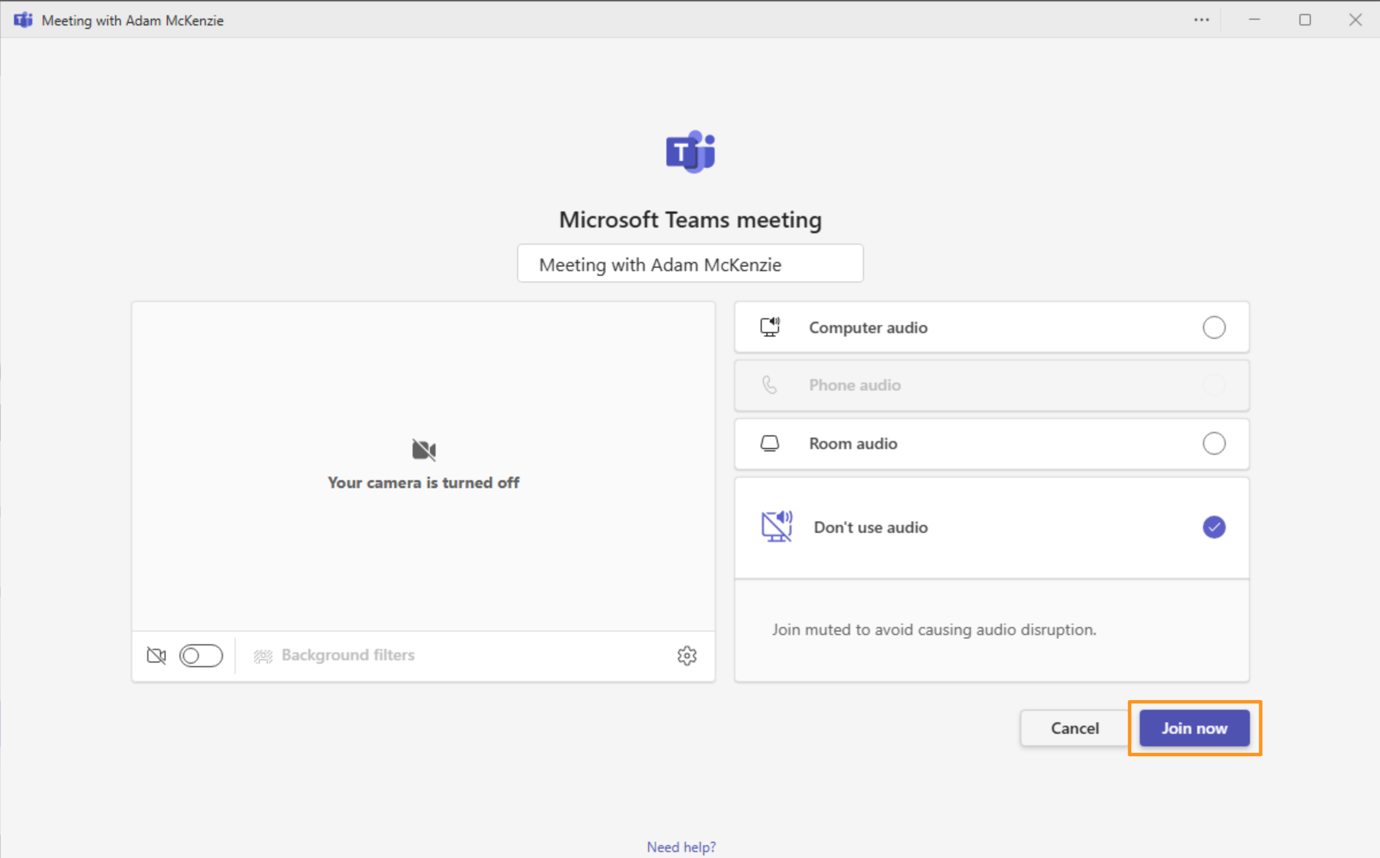 Meeting with Adam McKenzie
Microsoft Teams meeting
Meeting with Adam McKenzie
Your camera is turned off
Background filters
Computer audio
Phone audio
Room audio
Don't use audio
Join muted to avoid causing audio disruption.
Cancel
Join now
Need help?